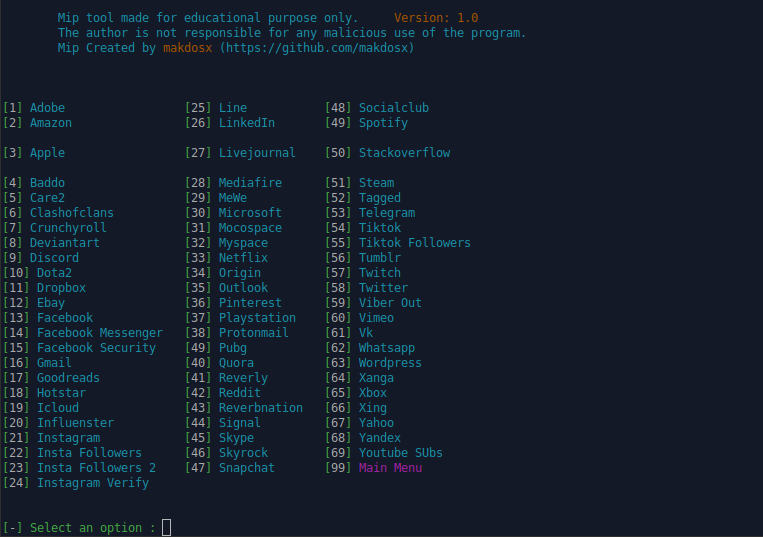 Mip tool made for educational purpose only.     Version: 1.0
The author is not responsible for any malicious use of the program.
Mip Created by makdosx (https://github.com/makdosx)
[1] Adobe [25] Line [48] Socialclub
[2] Amazon [26] LinkedIn [49] Spotify
[3] Apple [27] Livejournal [50] Stackoverflow
[4] Baddo [28] Mediafire [51] Steam
[5] Care2 [29] MeWe [52] Tagged
[6] Clashofclans [30] Microsoft [53] Telegram
[7] Crunchyroll [31] Mocospace [54] Tiktok
[8] Deviantart [32] Myspace [55] Tiktok Followers
[9] Discord [33] Netflix [56] Tumblr
[10] Dota2 [34] Origin [57] Twitch
[11] Dropbox [35] Outlook [58] Twitter
[12] Ebay [36] Pinterest [59] Viber Out
[13] Facebook [37] Playstation [60] Vimeo
[14] Facebook Messenger [38] Protonmail [61] Vk
[15] Facebook Security [49] Pubg [62] Whatsapp
[16] Gmail [40] Quora [63] Wordpress
[17] Goodreads [41] Reverly [64] Xanga
[18] Hotstar [42] Reddit [65] Xbox
[19] Icloud [43] Reverbnation [66] Xing
[20] Influenster [44] Signal [67] Yahoo
[21] Instagram [45] Skype [68] Yandex
[22] Insta Followers [46] Skyrock [69] Youtube SUbs
[23] Insta Followers 2 [47] Snapchat [99] Main Menu
[24] Instagram Verify
[-] Select an option :